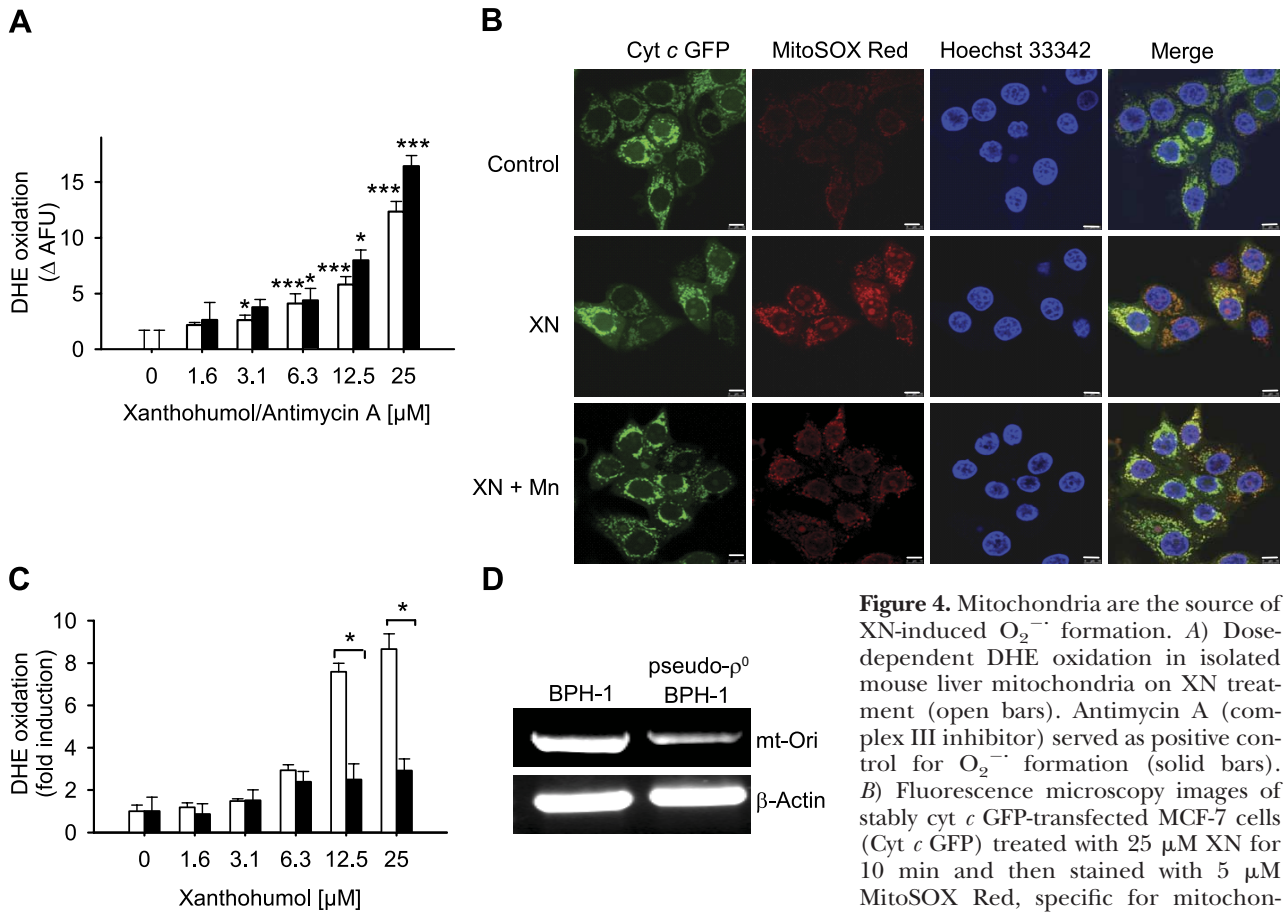 A
DHE oxidation
(Δ AFU)
15
10
5
0
*
***
*
***
*
***
***
0 1.6 3.1 6.3 12.5 25
Xanthohumol/Antimycin A [µM]
B
Cyt c GFP MitoSOX Red Hoechst 33342 Merge
Control
XN
XN + Mn
C
DHE oxidation
(fold induction)
10
8
6
4
2
0
*
*
0 1.6 3.1 6.3 12.5 25
Xanthohumol [µM]
D
BPH-1
pseudo-ρ⁰
BPH-1
mt-Ori
β-Actin
Figure 4. Mitochondria are the source of
XN-induced O₂⁻· formation. A) Dose-
dependent DHE oxidation in isolated
mouse liver mitochondria on XN treat-
ment (open bars). Antimycin A (com-
plex III inhibitor) served as positive con-
trol for O₂⁻· formation (solid bars).
B) Fluorescence microscopy images of
stably cyt c GFP-transfected MCF-7 cells
(Cyt c GFP) treated with 25 µM XN for
10 min and then stained with 5 µM
MitoSOX Red, specific for mitochon-